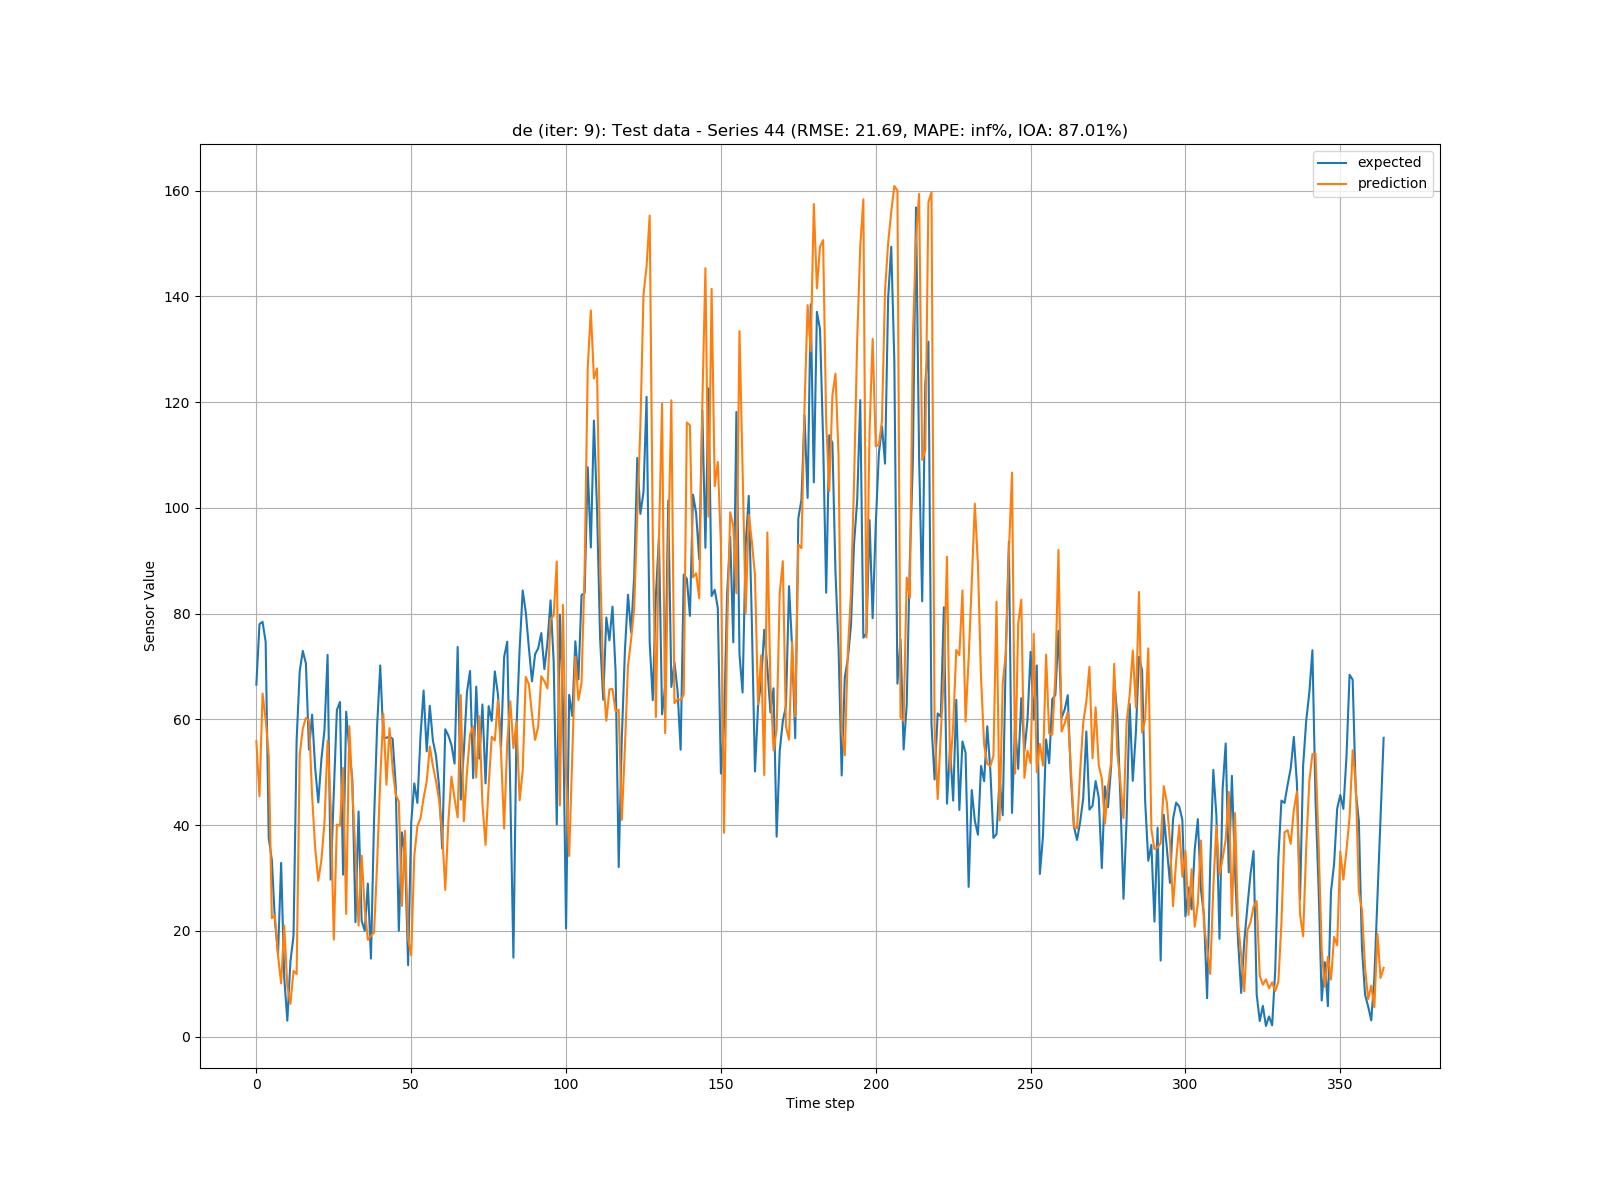 de (iter: 9): Test data - Series 44 (RMSE: 21.69, MAPE: inf%, IOA: 87.01%)
expected
prediction
160
140
120
100
80
60
40
20
0
Sensor Value
0 50 100 150 200 250 300 350
Time step